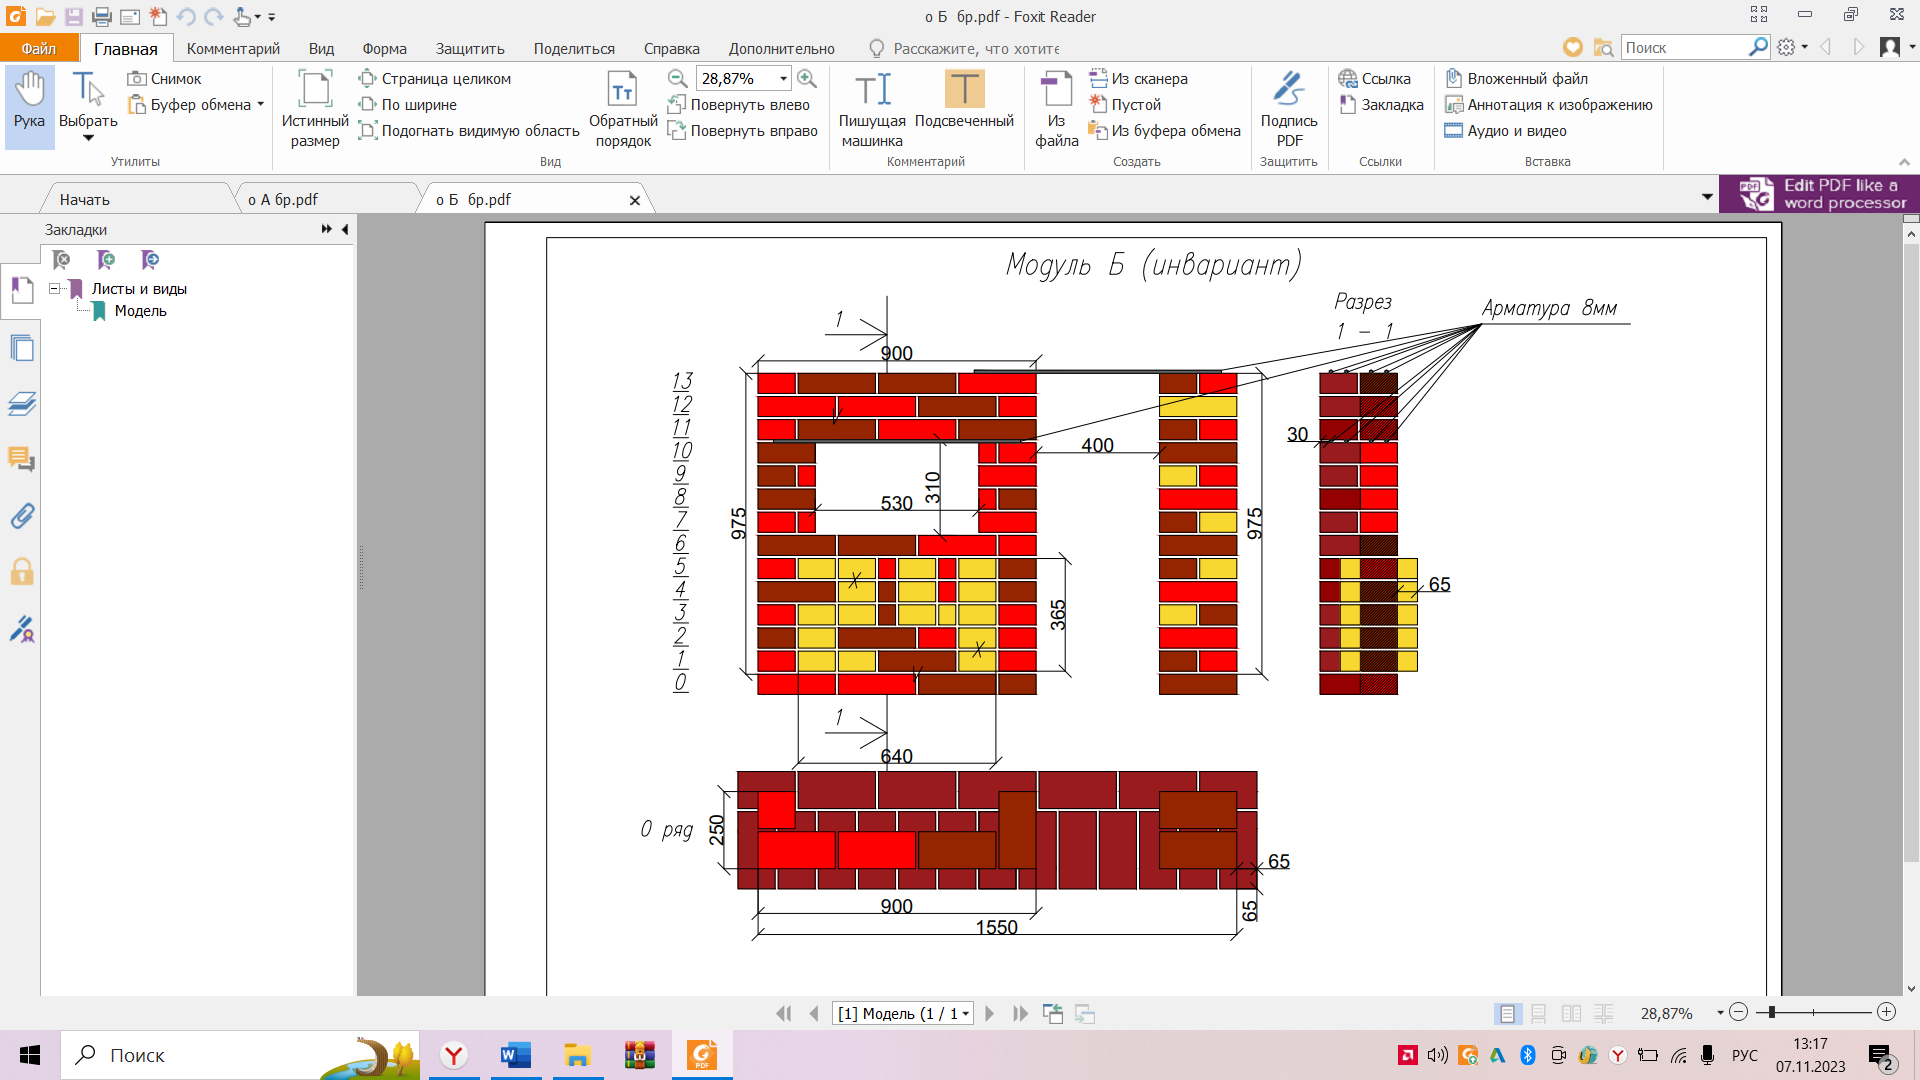 о Б  бр.pdf - Foxit Reader
Файл
Главная
Комментарий
Вид
Форма
Защитить
Поделиться
Справка
Дополнительно
Расскажите, что хотите
Поиск
Рука
Выбрать
Снимок
Буфер обмена
Утилиты
Истинный размер
Страница целиком
По ширине
Подогнать видимую область
Обратный порядок
28,87%
Повернуть влево
Повернуть вправо
Вид
Пишущая машинка
Подсвеченный
Комментарий
Из файла
Из сканера
Пустой
Из буфера обмена
Создать
Подпись PDF
Защитить
Ссылка
Закладка
Ссылки
Вложенный файл
Аннотация к изображению
Аудио и видео
Вставка
Начать
о А бр.pdf
о Б  бр.pdf
Edit PDF like a
word processor
Закладки
Листы и виды
Модель
Модуль Б (инвариант)
Разрез
1 - 1
Арматура 8мм
1
900
13
12
11
10
9
8
7
6
5
4
3
2
1
0
975
V
310
530
X
X
V
365
400
975
30
65
1
640
0 ряд
250
65
65
900
1550
[1] Модель (1 / 1
28,87%
Поиск
РУС
13:17
07.11.2023
2